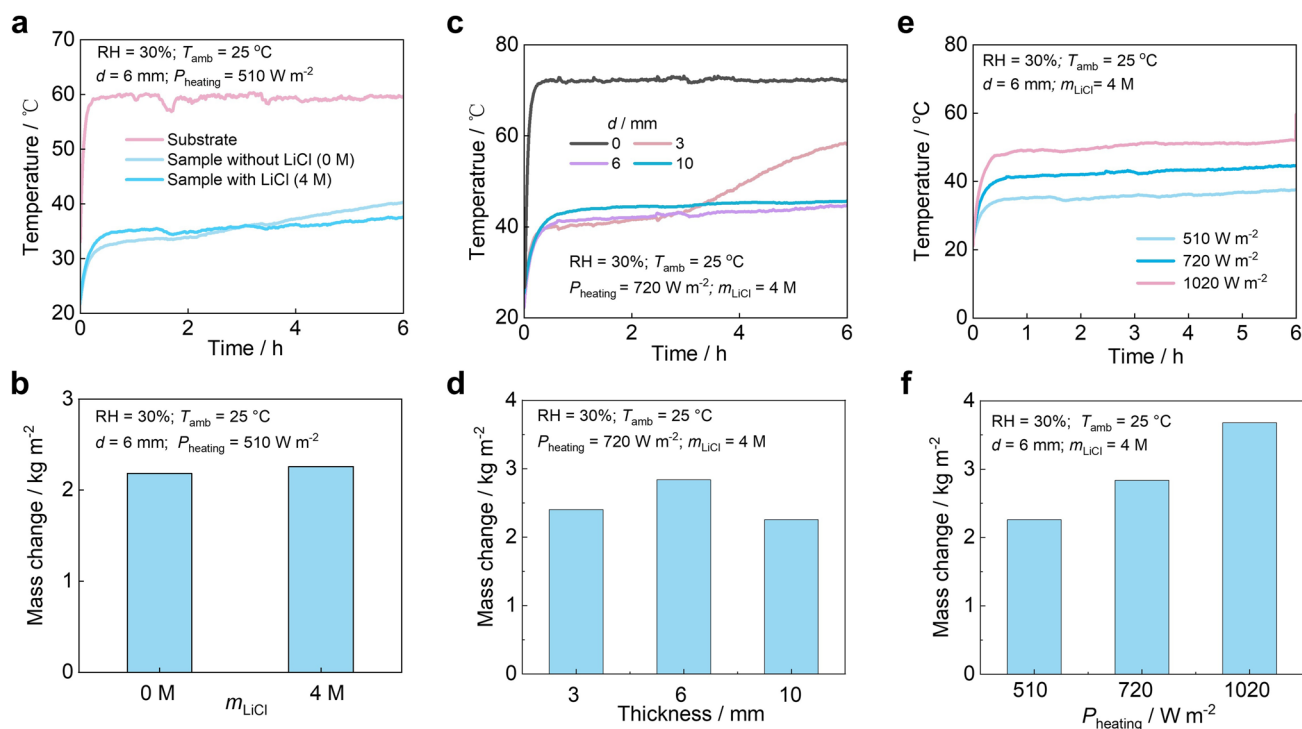 a
RH = 30%; Tamb = 25 °C
d = 6 mm; Pheating = 510 W m-2
Substrate
Sample without LiCl (0 M)
Sample with LiCl (4 M)
Temperature / ℃
70
60
50
40
30
20
0 2 4 6
Time / h
b
RH = 30%; Tamb = 25 °C
d = 6 mm; Pheating = 510 W m-2
Mass change / kg m-2
3
2
1
0
0 M 4 M
mLiCl
c
d / mm
0 3
6 10
RH = 30%; Tamb = 25 °C
Pheating = 720 W m-2; mLiCl = 4 M
Temperatrue / ℃
80
60
40
20
0 2 4 6
Time / h
d
RH = 30%; Tamb = 25 °C
Pheating = 720 W m-2; mLiCl = 4 M
Mass change / kg m-2
4
3
2
1
0
3 6 10
Thickness / mm
e
RH = 30%; Tamb = 25 °C
d = 6 mm; mLiCl= 4 M
510 W m-2
720 W m-2
1020 W m-2
Temperature / °C
80
60
40
20
0
0 1 2 3 4 5 6
Time / h
f
RH = 30%; Tamb = 25 °C
d = 6 mm; mLiCl = 4 M
Mass change / kg m-2
4
3
2
1
0
510 720 1020
Pheating / W m-2